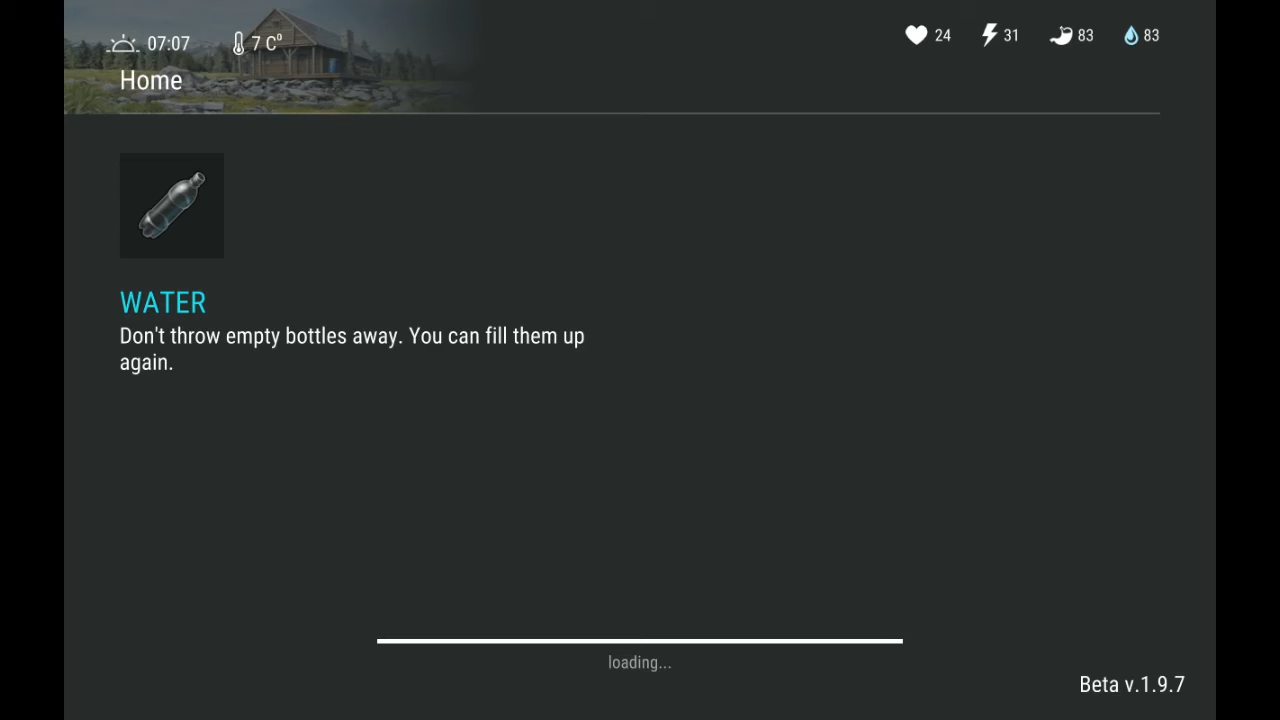 07:07 7 C⁰ 24 31 83 83
Home
WATER
Don't throw empty bottles away. You can fill them up
again.
loading...
Beta v.1.9.7